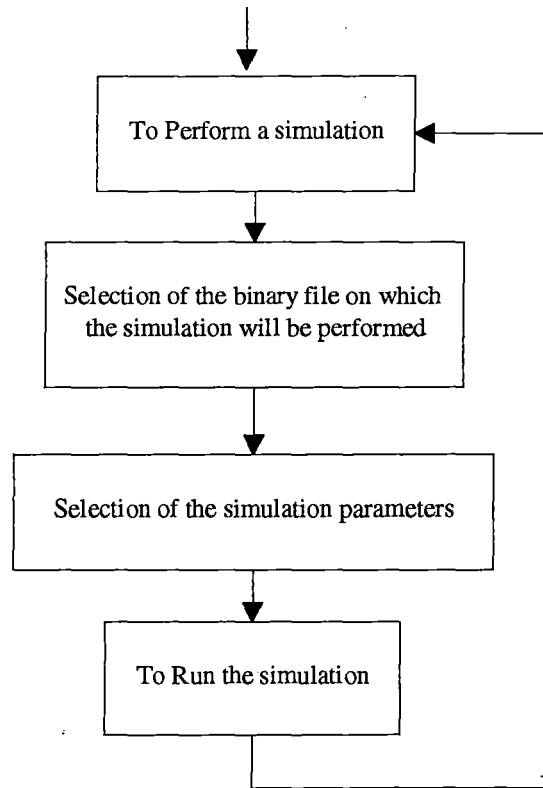 To Perform a simulation
Selection of the binary file on which
the simulation will be performed
Selection of the simulation parameters
To Run the simulation